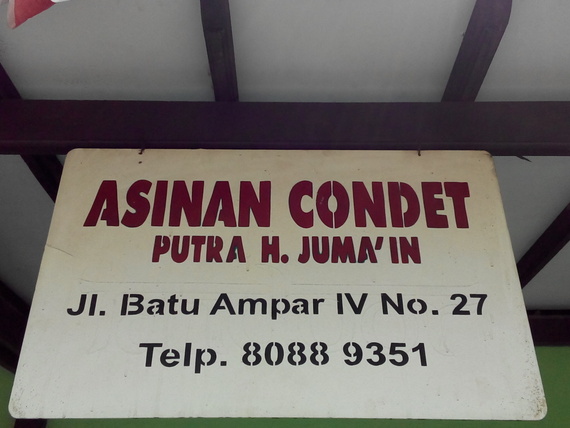 ASINAN CONDET
PUTRA H. JUMA'IN
Jl. Batu Ampar IV No. 27
Telp. 8088 9351